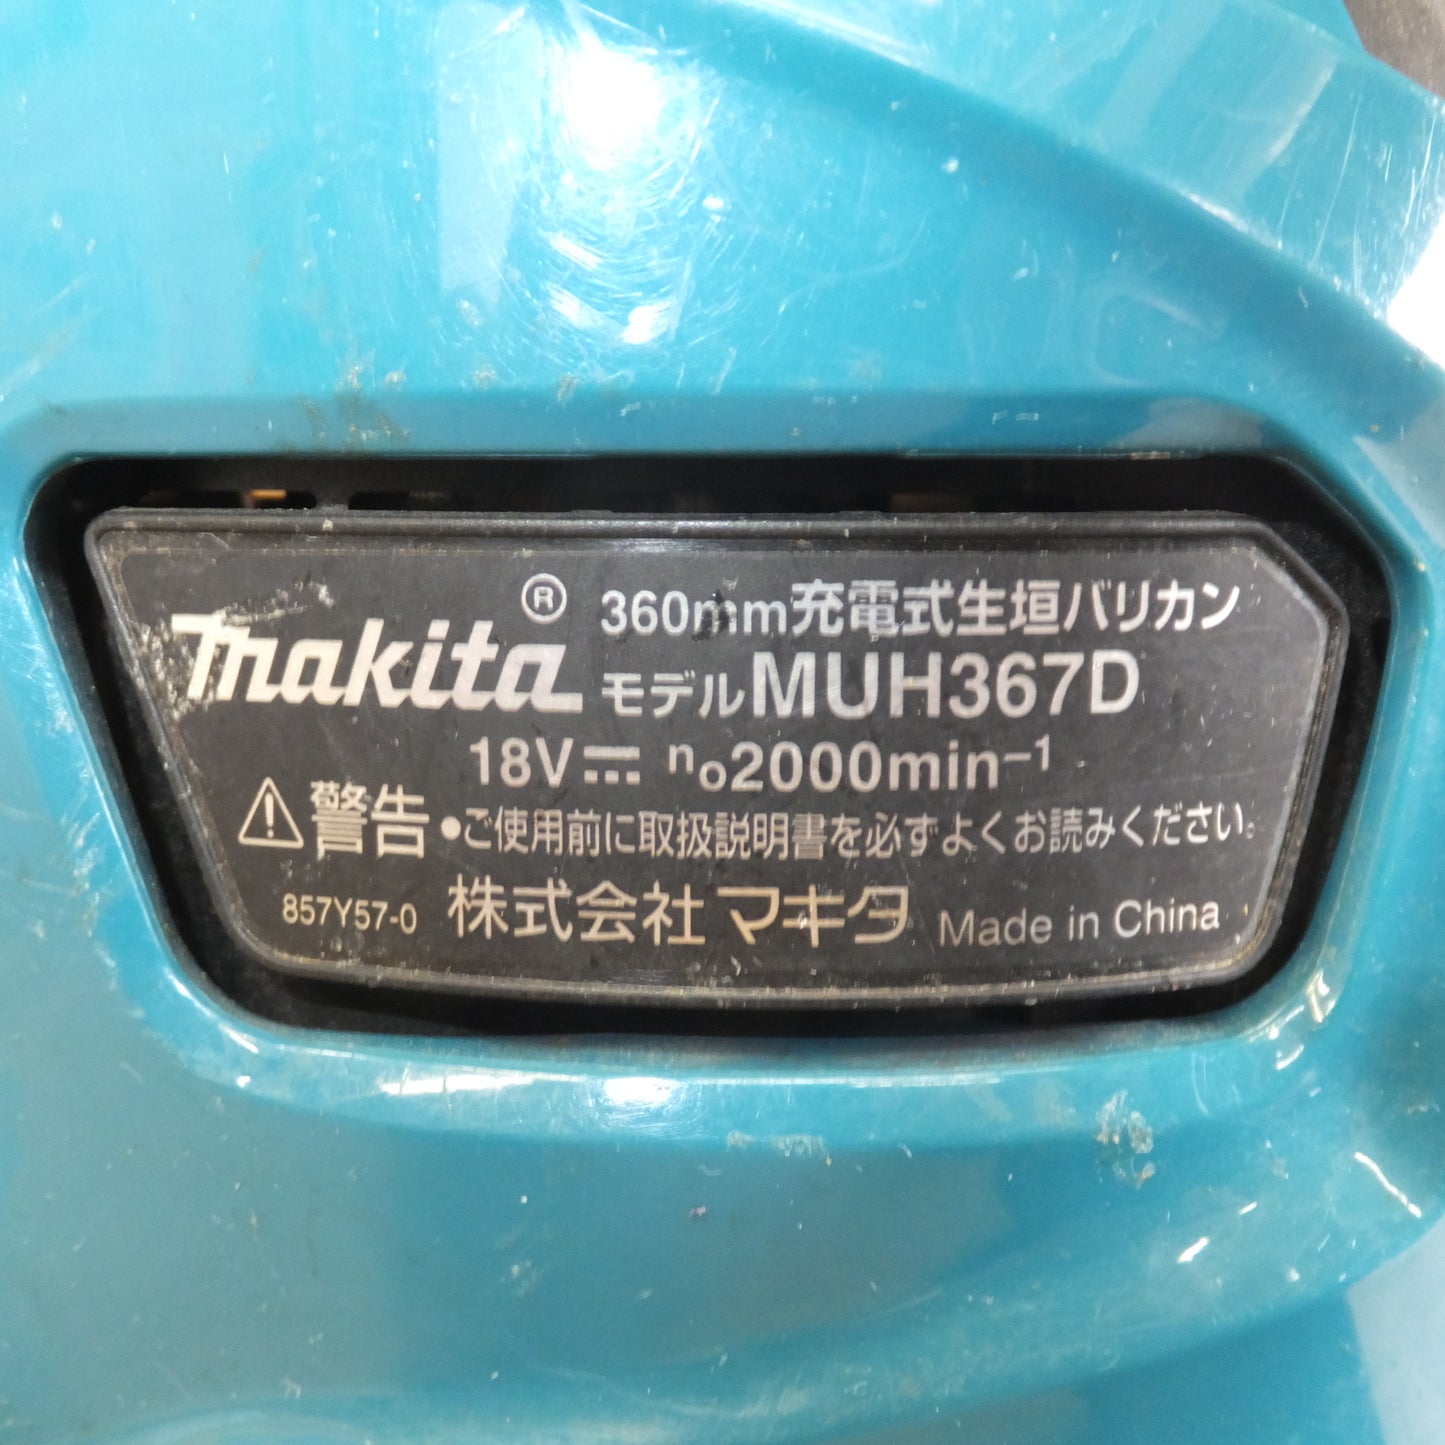 makita® 360mm充電式生垣バリカン
モデルMUH367D
18V⎓ n₀2000min⁻¹
⚠警告 ●ご使用前に取扱説明書を必ずよくお読みください。
857Y57-0 株式会社マキタ Made in China